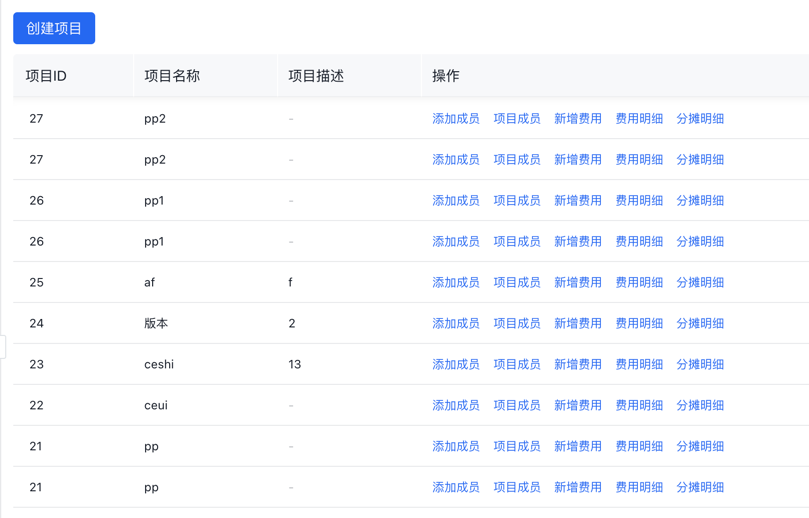 创建项目
项目ID 项目名称 项目描述 操作
27 pp2 - 添加成员 项目成员 新增费用 费用明细 分摊明细
27 pp2 - 添加成员 项目成员 新增费用 费用明细 分摊明细
26 pp1 - 添加成员 项目成员 新增费用 费用明细 分摊明细
26 pp1 - 添加成员 项目成员 新增费用 费用明细 分摊明细
25 af f 添加成员 项目成员 新增费用 费用明细 分摊明细
24 版本 2 添加成员 项目成员 新增费用 费用明细 分摊明细
23 ceshi 13 添加成员 项目成员 新增费用 费用明细 分摊明细
22 ceui - 添加成员 项目成员 新增费用 费用明细 分摊明细
21 pp - 添加成员 项目成员 新增费用 费用明细 分摊明细
21 pp - 添加成员 项目成员 新增费用 费用明细 分摊明细